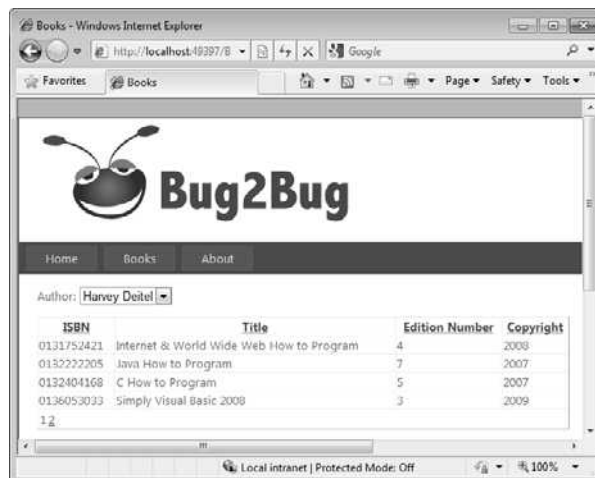 Books - Windows Internet Explorer
http://localhost:49397/B
Google
Favorites Books Page Safety Tools
Bug2Bug
Home Books About
Author: Harvey Deitel
ISBN Title Edition Number Copyright
0131752421 Internet & World Wide Web How to Program 4 2008
0132222205 Java How to Program 7 2007
0132404168 C How to Program 5 2007
0136053033 Simply Visual Basic 2008 3 2009
1 2
Local intranet | Protected Mode: Off 100%